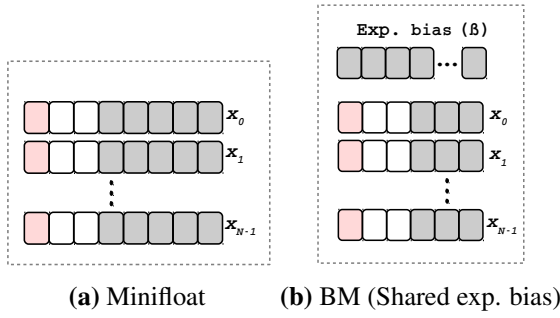 Exp. bias (ß)
x0
x1
xN-1
x0
x1
xN-1
(a) Minifloat
(b) BM (Shared exp. bias)